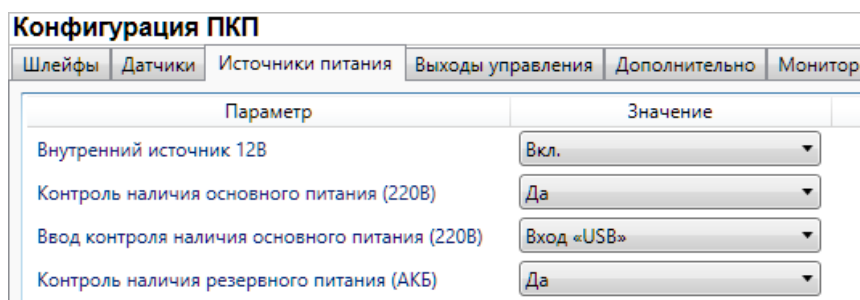 Конфигурация ПКП
Шлейфы Датчики Источники питания Выходы управления Дополнительно Монитор
Параметр Значение
Внутренний источник 12В Вкл.
Контроль наличия основного питания (220В) Да
Ввод контроля наличия основного питания (220В) Вход «USB»
Контроль наличия резервного питания (АКБ) Да